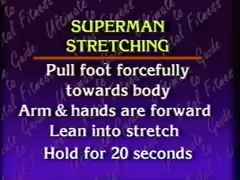 SUPERMAN
STRETCHING
Pull foot forcefully
towards body
Arm & hands are forward
Lean into stretch
Hold for 20 seconds